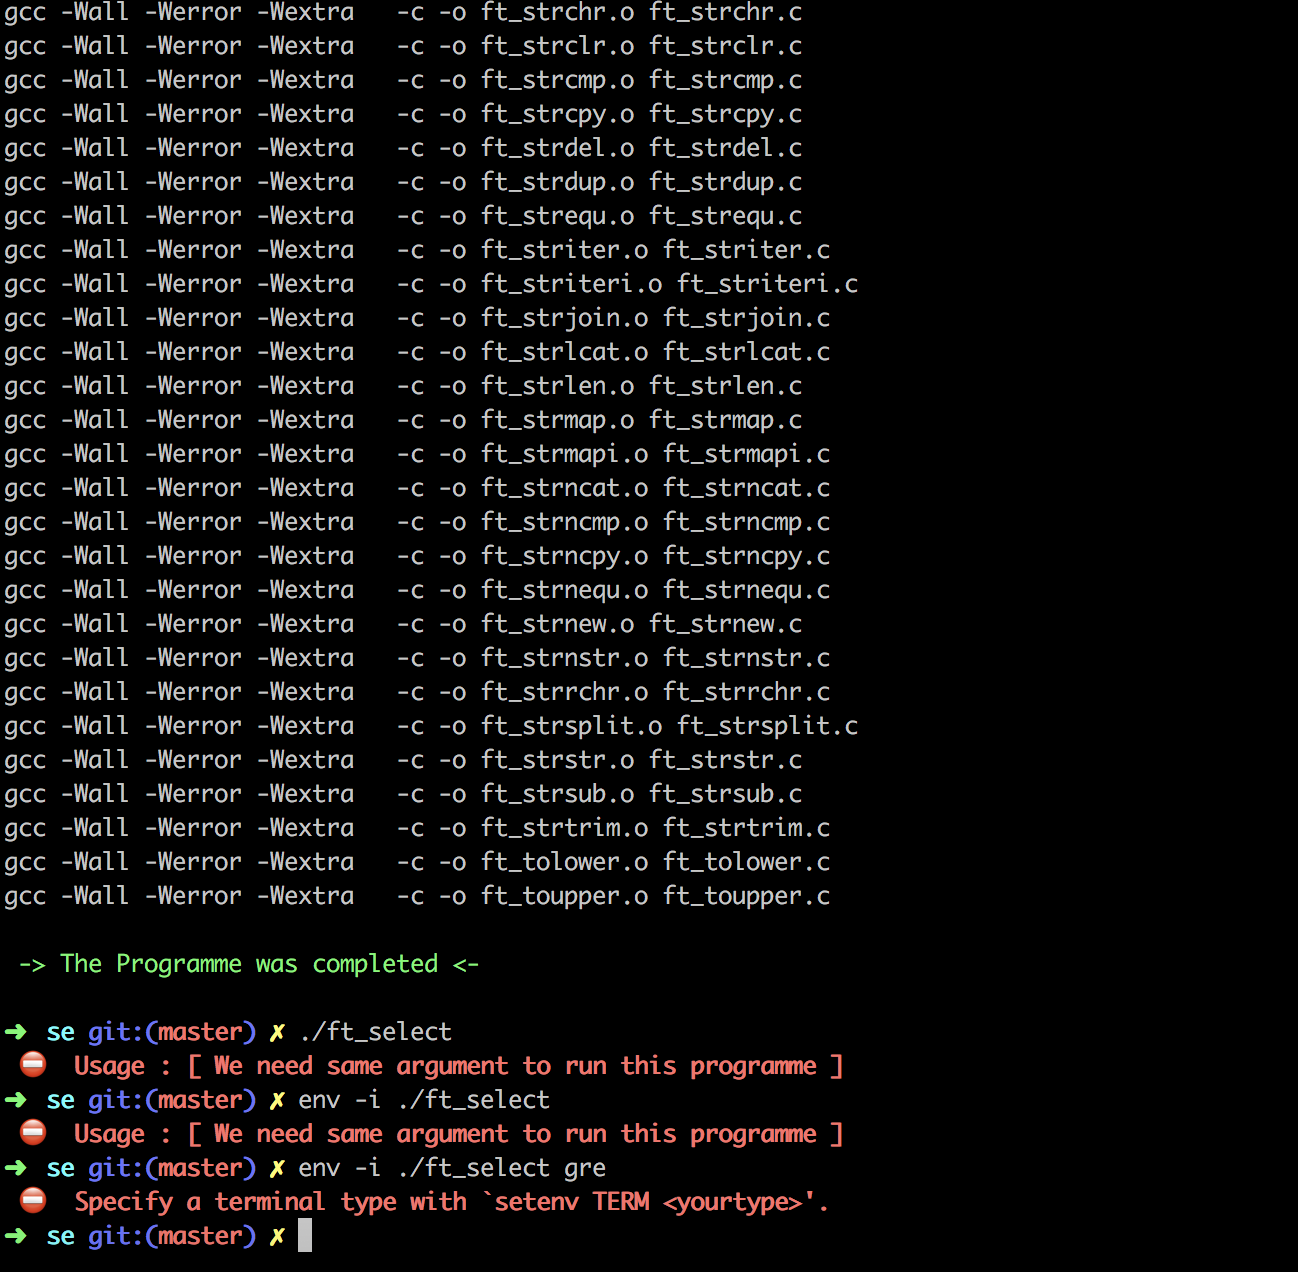 gcc -Wall -Werror -Wextra   -c -o ft_strchr.o ft_strchr.c
gcc -Wall -Werror -Wextra   -c -o ft_strclr.o ft_strclr.c
gcc -Wall -Werror -Wextra   -c -o ft_strcmp.o ft_strcmp.c
gcc -Wall -Werror -Wextra   -c -o ft_strcpy.o ft_strcpy.c
gcc -Wall -Werror -Wextra   -c -o ft_strdel.o ft_strdel.c
gcc -Wall -Werror -Wextra   -c -o ft_strdup.o ft_strdup.c
gcc -Wall -Werror -Wextra   -c -o ft_strequ.o ft_strequ.c
gcc -Wall -Werror -Wextra   -c -o ft_striter.o ft_striter.c
gcc -Wall -Werror -Wextra   -c -o ft_striteri.o ft_striteri.c
gcc -Wall -Werror -Wextra   -c -o ft_strjoin.o ft_strjoin.c
gcc -Wall -Werror -Wextra   -c -o ft_strlcat.o ft_strlcat.c
gcc -Wall -Werror -Wextra   -c -o ft_strlen.o ft_strlen.c
gcc -Wall -Werror -Wextra   -c -o ft_strmap.o ft_strmap.c
gcc -Wall -Werror -Wextra   -c -o ft_strmapi.o ft_strmapi.c
gcc -Wall -Werror -Wextra   -c -o ft_strncat.o ft_strncat.c
gcc -Wall -Werror -Wextra   -c -o ft_strncmp.o ft_strncmp.c
gcc -Wall -Werror -Wextra   -c -o ft_strncpy.o ft_strncpy.c
gcc -Wall -Werror -Wextra   -c -o ft_strnequ.o ft_strnequ.c
gcc -Wall -Werror -Wextra   -c -o ft_strnew.o ft_strnew.c
gcc -Wall -Werror -Wextra   -c -o ft_strnstr.o ft_strnstr.c
gcc -Wall -Werror -Wextra   -c -o ft_strrchr.o ft_strrchr.c
gcc -Wall -Werror -Wextra   -c -o ft_strsplit.o ft_strsplit.c
gcc -Wall -Werror -Wextra   -c -o ft_strstr.o ft_strstr.c
gcc -Wall -Werror -Wextra   -c -o ft_strsub.o ft_strsub.c
gcc -Wall -Werror -Wextra   -c -o ft_strtrim.o ft_strtrim.c
gcc -Wall -Werror -Wextra   -c -o ft_tolower.o ft_tolower.c
gcc -Wall -Werror -Wextra   -c -o ft_toupper.o ft_toupper.c
-> The Programme was completed <-
➜  se git:(master) ✗ ./ft_select
⛔  Usage : [ We need same argument to run this programme ]
➜  se git:(master) ✗ env -i ./ft_select
⛔  Usage : [ We need same argument to run this programme ]
➜  se git:(master) ✗ env -i ./ft_select gre
⛔  Specify a terminal type with `setenv TERM <yourtype>'.
➜  se git:(master) ✗